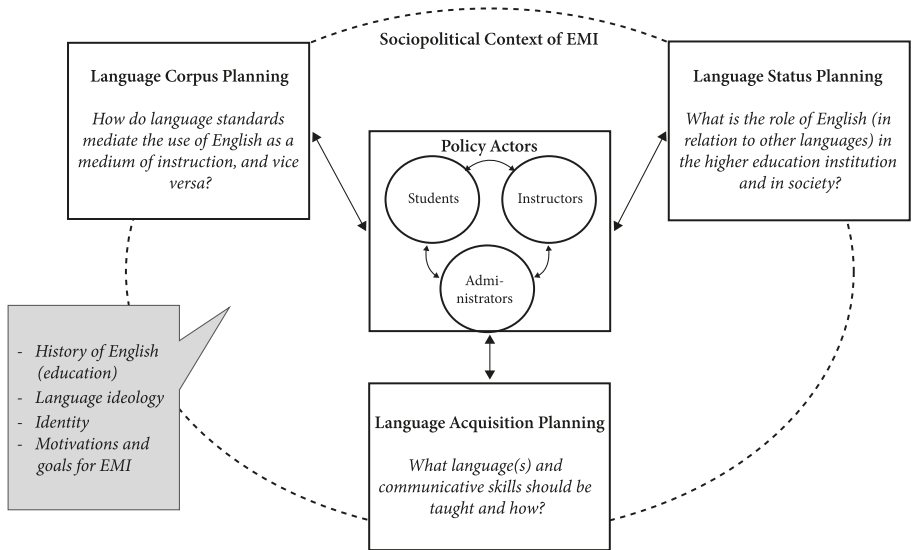 Sociopolitical Context of EMI
Language Corpus Planning
How do language standards
mediate the use of English as a
medium of instruction, and vice
versa?
Language Status Planning
What is the role of English (in
relation to other languages) in
the higher education institution
and in society?
Policy Actors
Students
Instructors
Admi-
nistrators
- History of English
(education)
- Language ideology
- Identity
- Motivations and
goals for EMI
Language Acquisition Planning
What language(s) and
communicative skills should be
taught and how?